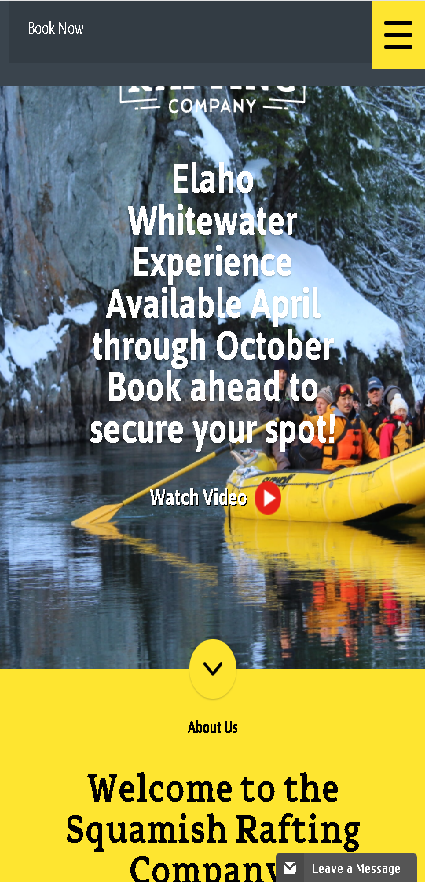 Book Now
RAFTING
COMPANY
Elaho
Whitewater
Experience
Available April
through October
Book ahead to
secure your spot!
Watch Video
About Us
Welcome to the
Squamish Rafting
Company
Leave a Message